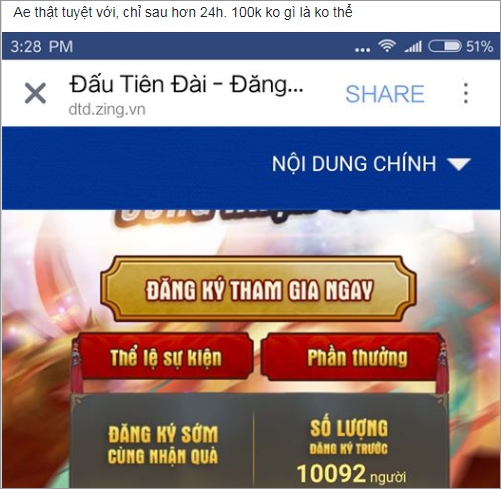 Ae thật tuyệt với, chỉ sau hơn 24h. 100k ko gì là ko thể
3:28 PM ... 51%
Đấu Tiên Đài - Đăng...
SHARE
dtd.zing.vn
NỘI DUNG CHÍNH
ĐĂNG KÝ THAM GIA NGAY
Thể lệ sự kiện
Phần thưởng
ĐĂNG KÝ SỚM
CÙNG NHẬN QUÀ
SỐ LƯỢNG
ĐĂNG KÝ TRƯỚC
10092 người